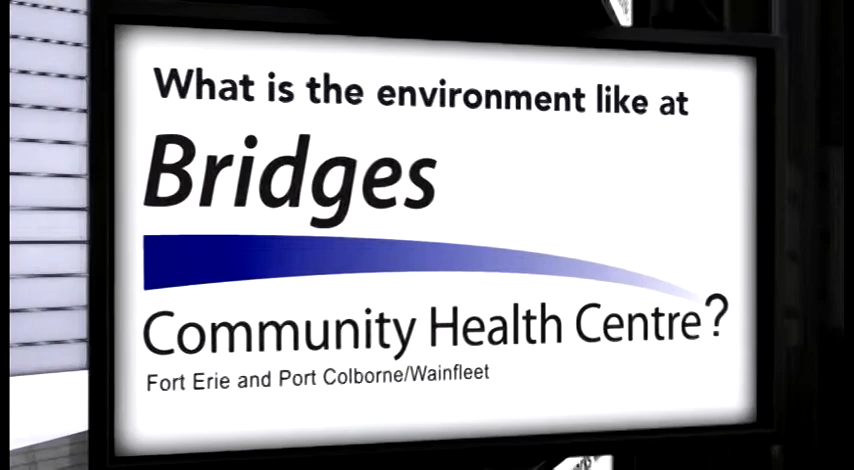 What is the environment like at
Bridges
Community Health Centre?
Fort Erie and Port Colborne/Wainfleet